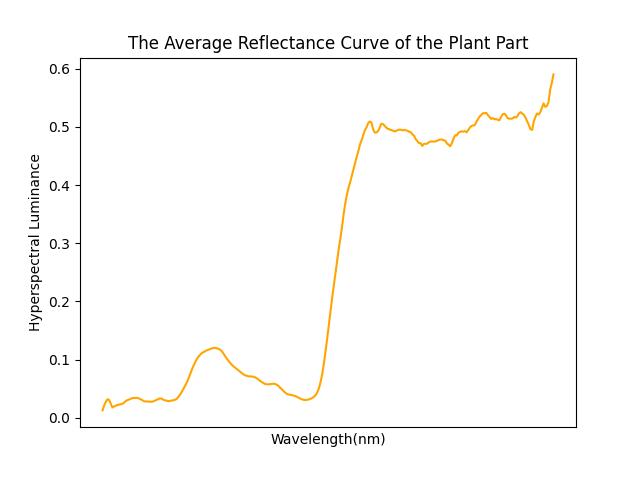 The Average Reflectance Curve of the Plant Part
0.6
0.5
0.4
0.3
0.2
0.1
0.0
Hyperspectral Luminance
Wavelength(nm)